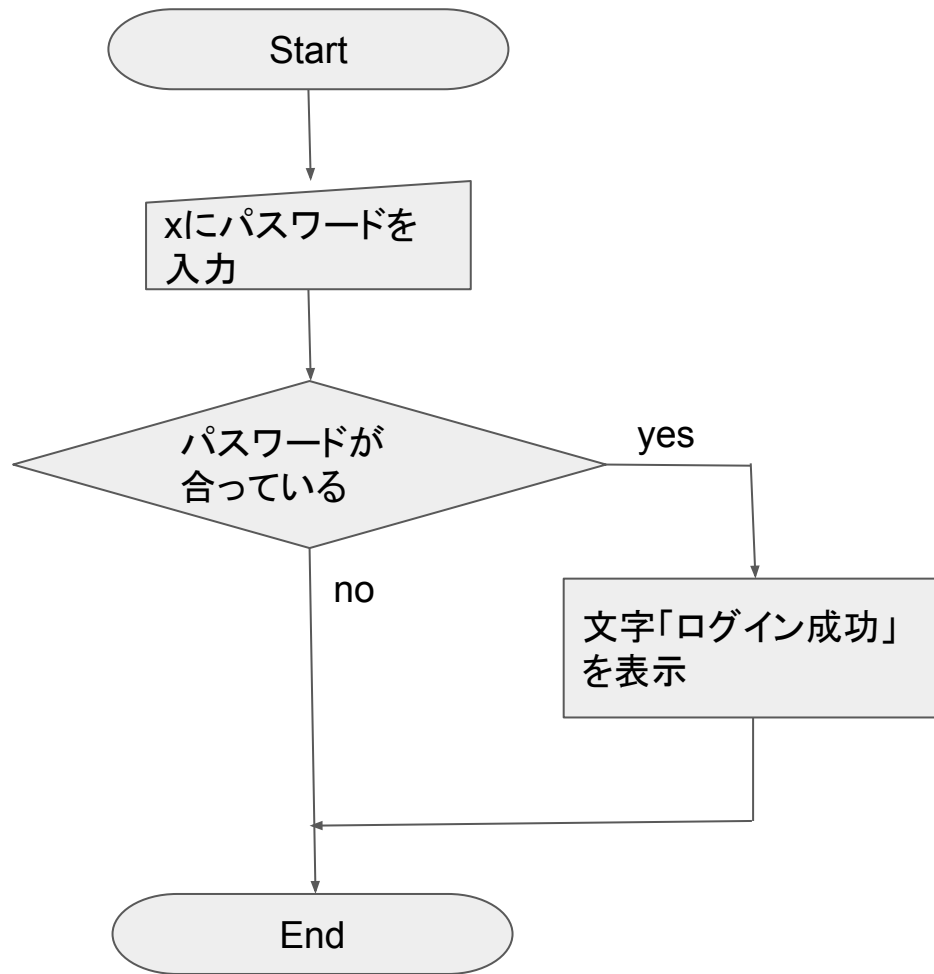 Start
xにパスワードを
入力
パスワードが
合っている
yes
no
文字「ログイン成功」
を表示
End